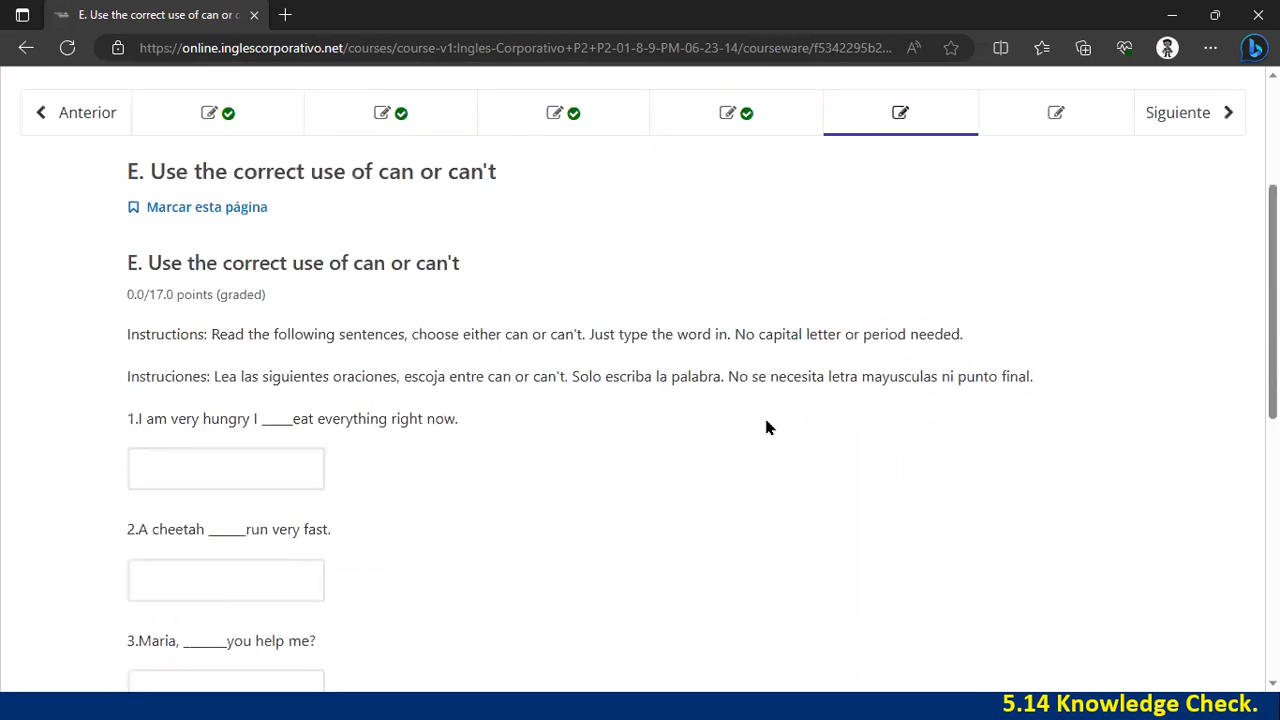 E. Use the correct use of can or c
https://online.inglescorporativo.net/courses/course-v1:Ingles-Corporativo+P2+P2-01-8-9-PM-06-23-14/courseware/f5342295b2...
Anterior
Siguiente
E. Use the correct use of can or can't
Marcar esta página
E. Use the correct use of can or can't
0.0/17.0 points (graded)
Instructions: Read the following sentences, choose either can or can't. Just type the word in. No capital letter or period needed.
Instruciones: Lea las siguientes oraciones, escoja entre can or can't. Solo escriba la palabra. No se necesita letra mayusculas ni punto final.
1.I am very hungry I _____eat everything right now.
2.A cheetah ______run very fast.
3.Maria, _______you help me?
5.14 Knowledge Check.